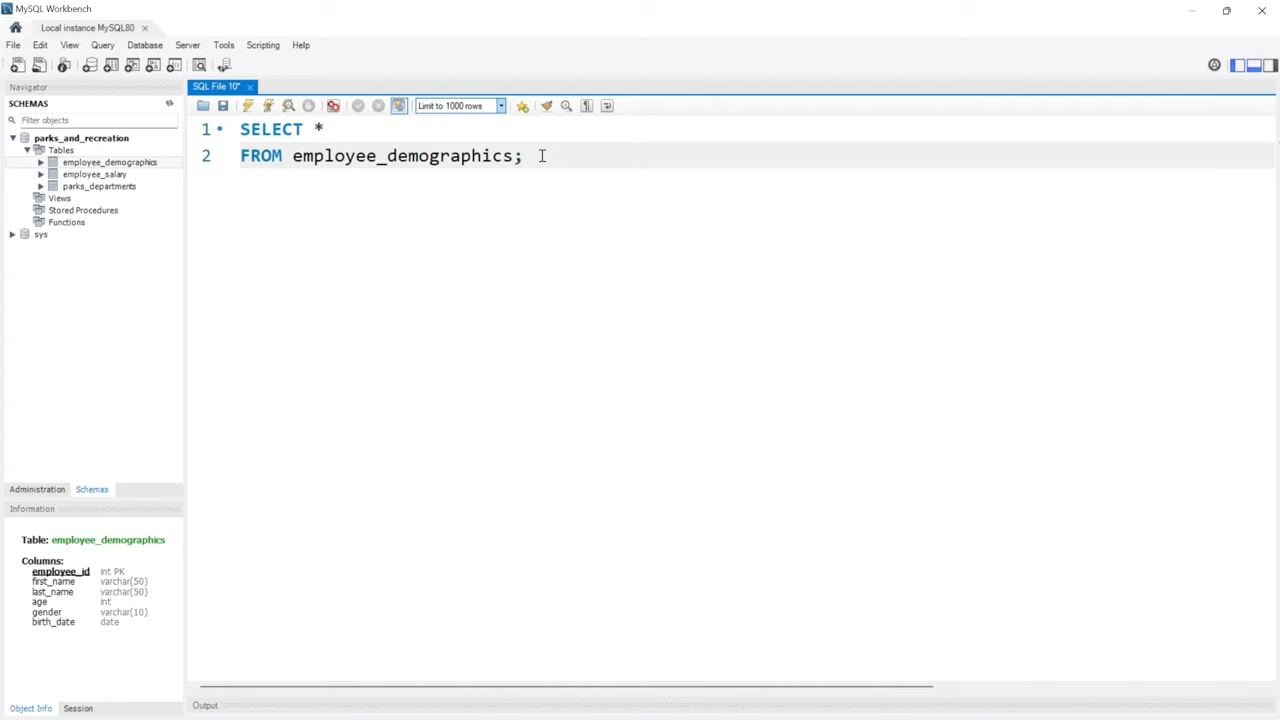 MySQL Workbench
Local instance MySQL80
File Edit View Query Database Server Tools Scripting Help
Navigator
SCHEMAS
Filter objects
parks_and_recreation
Tables
employee_demographics
employee_salary
parks_departments
Views
Stored Procedures
Functions
sys
Administration Schemas
Information
Table: employee_demographics
Columns:
employee_id int PK
first_name varchar(50)
last_name varchar(50)
age int
gender varchar(10)
birth_date date
Object Info Session
SQL File 10*
Limit to 1000 rows
1 SELECT *
2 FROM employee_demographics;
Output